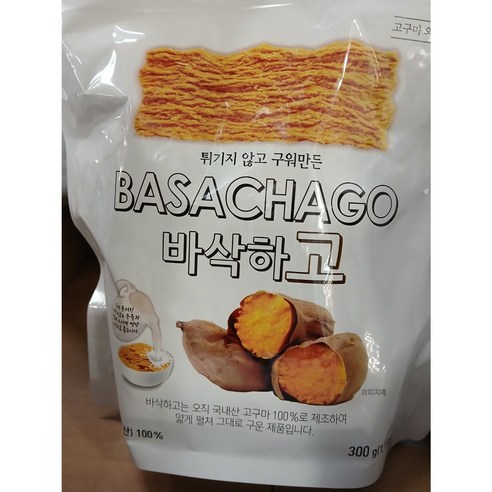 고구마
튀기지 않고 구워만든
BASACHAGO
바삭하고
이미지예
바삭하고는 오직 국내산 고구마 100%로 제조하여
얇게 펼쳐 그대로 구운 제품입니다.
산) 100%
300 g